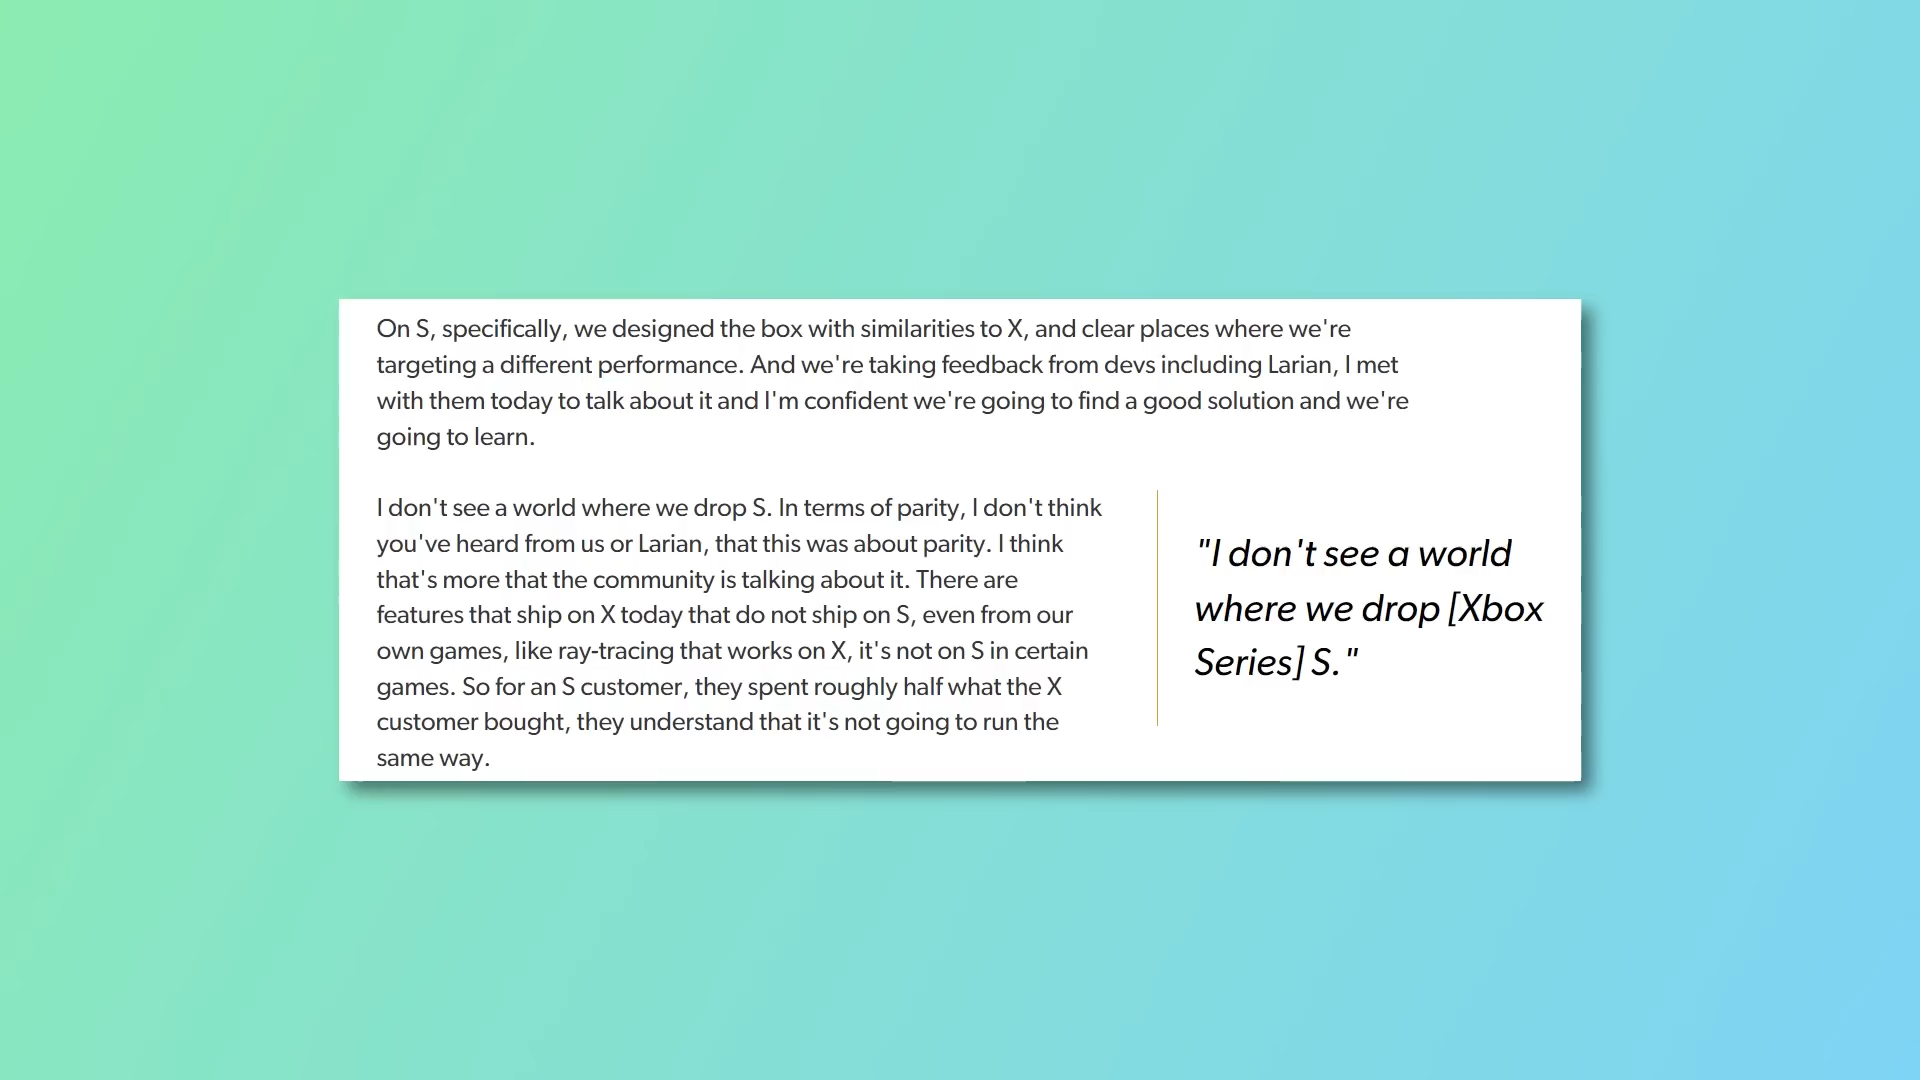 On S, specifically, we designed the box with similarities to X, and clear places where we're
targeting a different performance. And we're taking feedback from devs including Larian, I met
with them today to talk about it and I'm confident we're going to find a good solution and we're
going to learn.
I don't see a world where we drop S. In terms of parity, I don't think
you've heard from us or Larian, that this was about parity. I think
that's more that the community is talking about it. There are
features that ship on X today that do not ship on S, even from our
own games, like ray-tracing that works on X, it's not on S in certain
games. So for an S customer, they spent roughly half what the X
customer bought, they understand that it's not going to run the
same way.
"I don't see a world
where we drop [Xbox
Series] S."